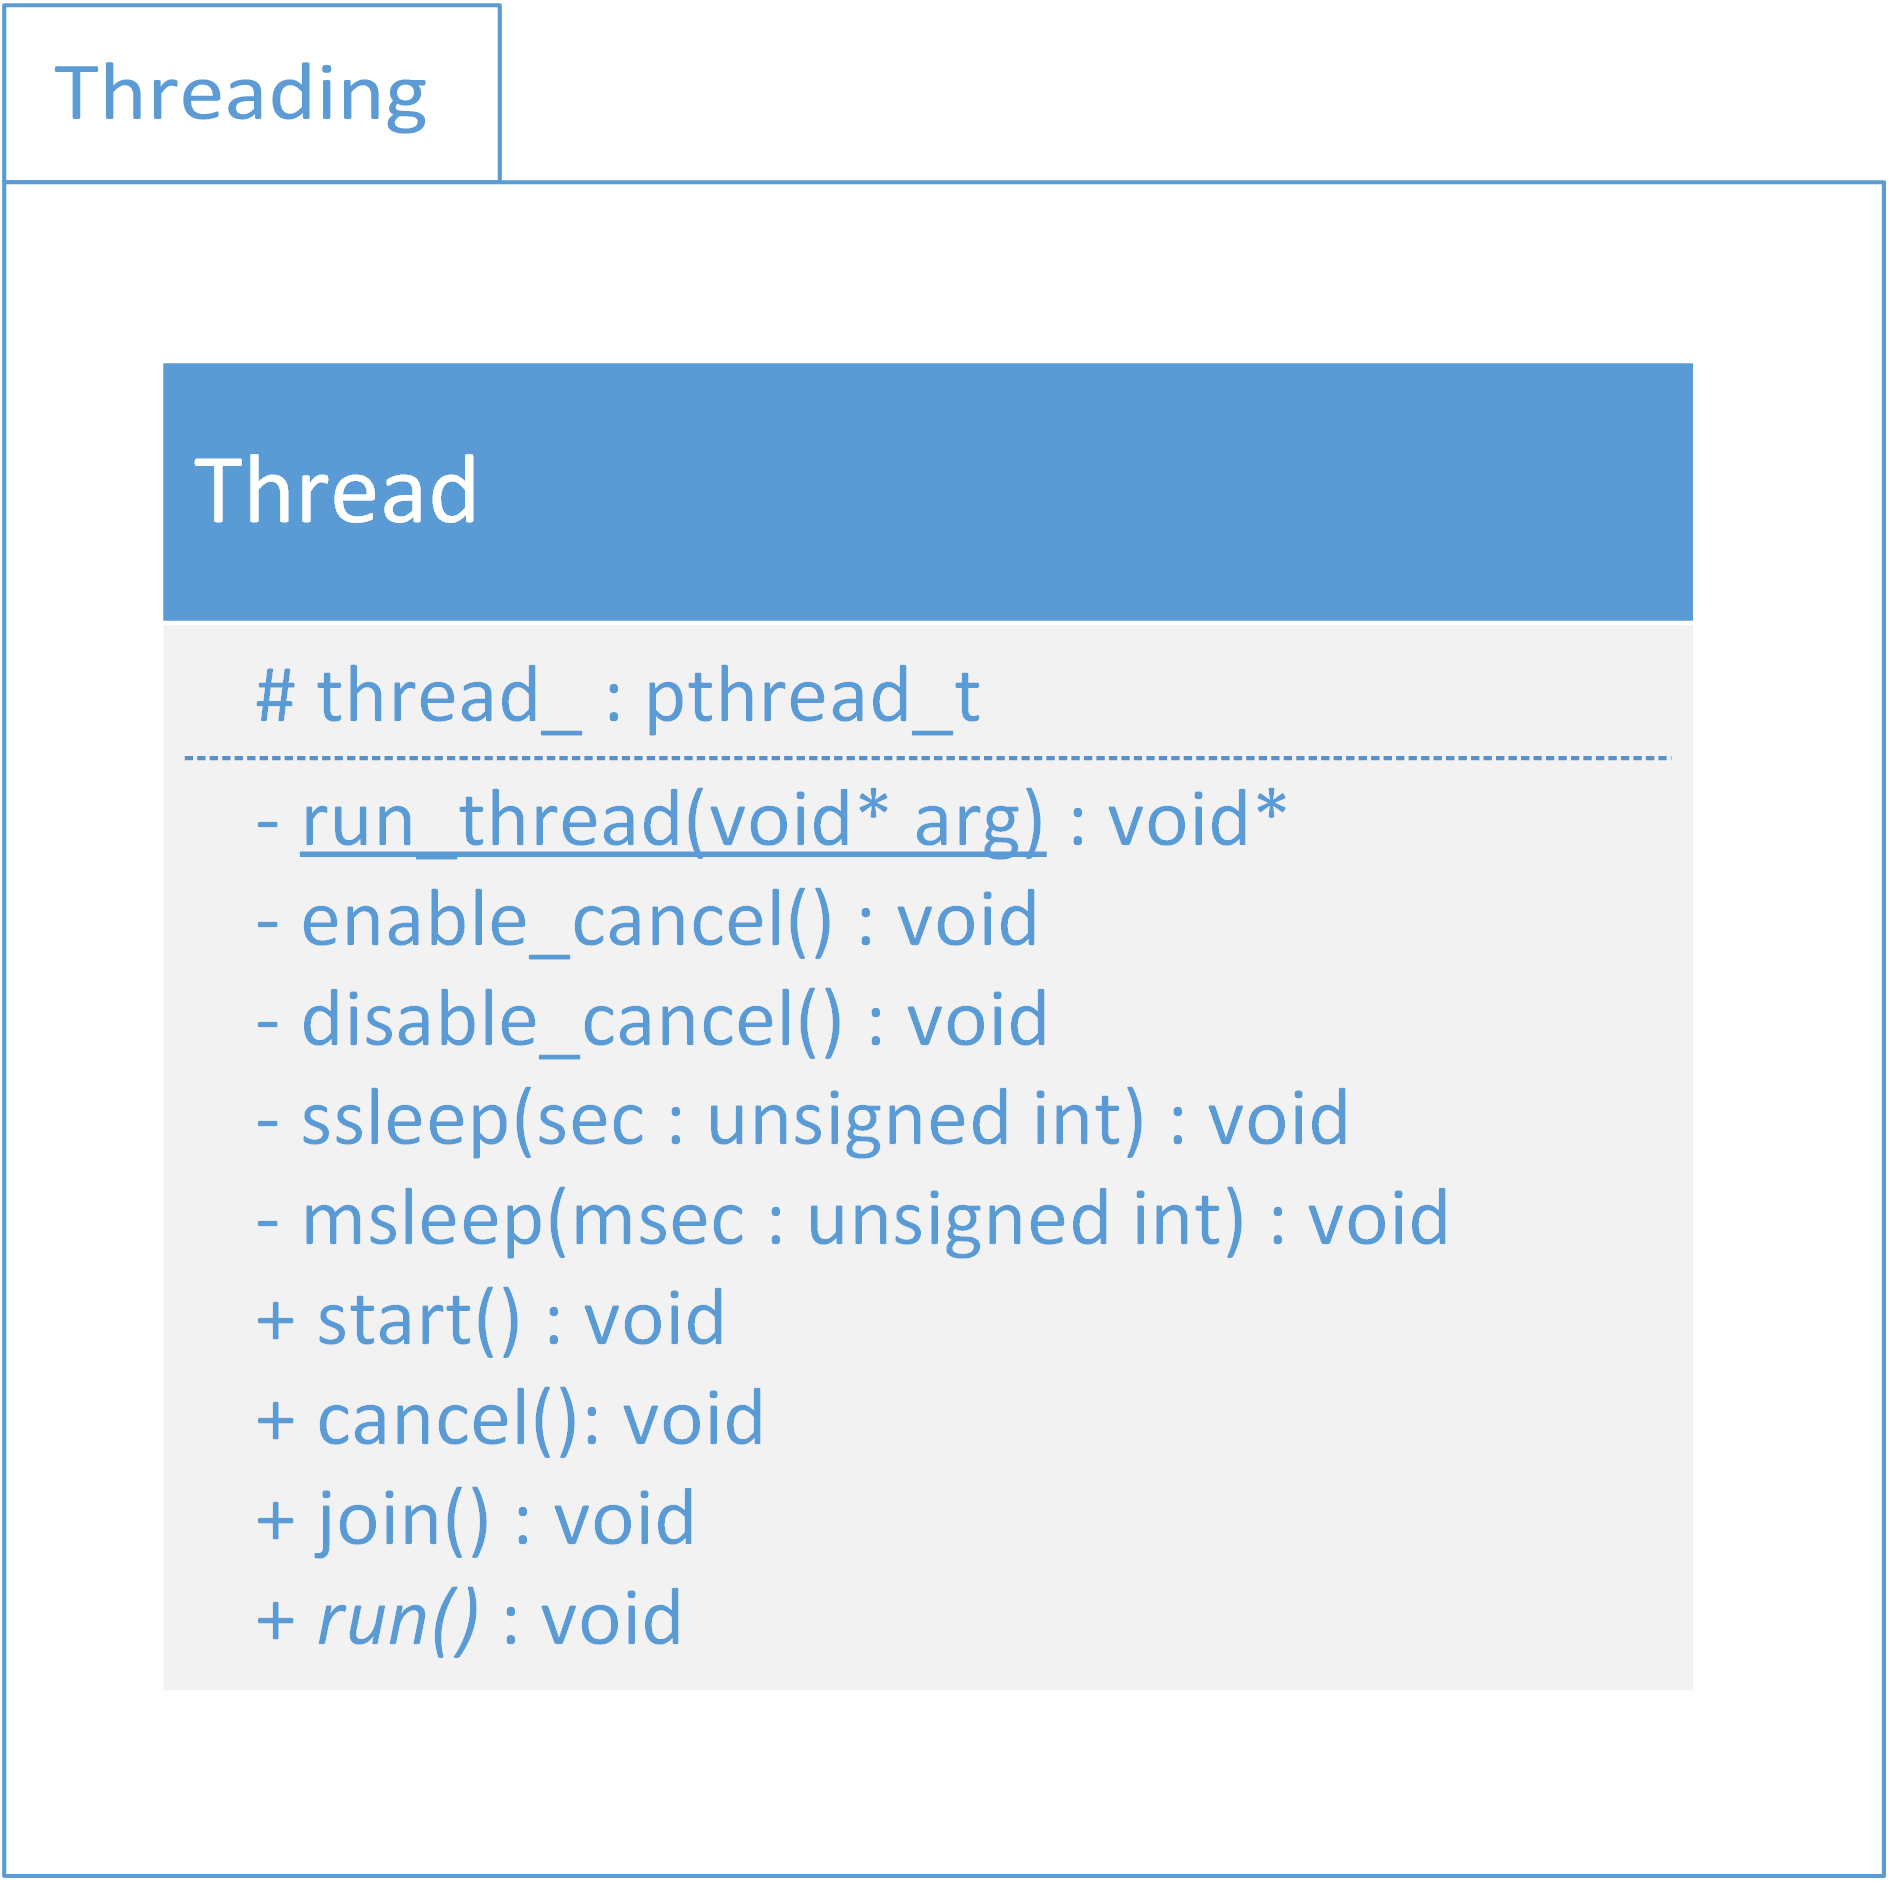 Threading
Thread
# thread_ : pthread_t
- run_thread(void* arg) : void*
- enable_cancel() : void
- disable_cancel() : void
- ssleep(sec : unsigned int) : void
- msleep(msec : unsigned int) : void
+ start() : void
+ cancel(): void
+ join() : void
+ run() : void